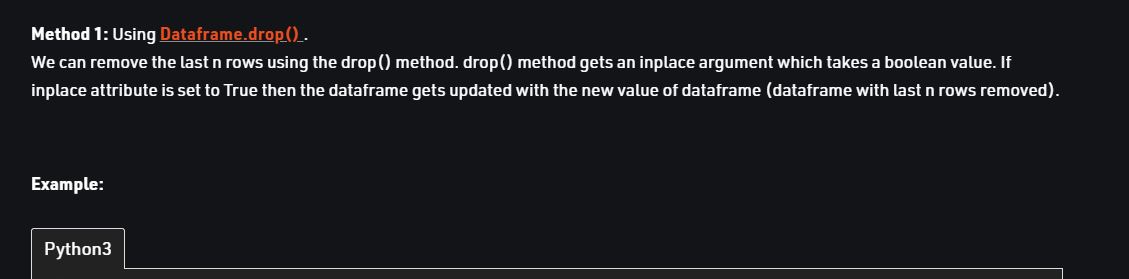 Method 1: Using Dataframe.drop() .
We can remove the last n rows using the drop() method. drop() method gets an inplace argument which takes a boolean value. If
inplace attribute is set to True then the dataframe gets updated with the new value of dataframe (dataframe with last n rows removed).
Example:
Python3